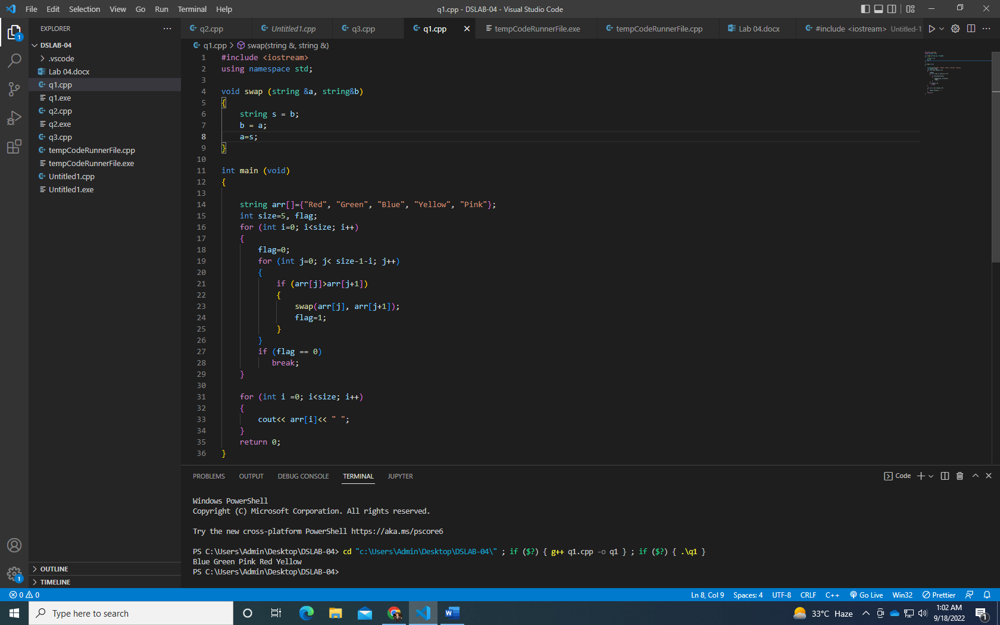 File Edit Selection View Go Run Terminal Help
q1.cpp - DSLAB-04 - Visual Studio Code
EXPLORER
q2.cpp
Untitled1.cpp
q3.cpp
q1.cpp
tempCodeRunnerFile.exe
tempCodeRunnerFile.cpp
Lab 04.docx
#include <iostream> Untitled-1
1
DSLAB-04
.vscode
Lab 04.docx
q1.cpp
q1.exe
q2.cpp
q2.exe
q3.cpp
tempCodeRunnerFile.cpp
tempCodeRunnerFile.exe
Untitled1.cpp
Untitled1.exe
OUTLINE
TIMELINE
1
q1.cpp > swap(string &, string &)
1 #include <iostream>
2 using namespace std;
3
4 void swap (string &a, string&b)
5 {
6 string s = b;
7 b = a;
8 a=s;
9 }
10
11 int main (void)
12 {
13
14 string arr[]={"Red", "Green", "Blue", "Yellow", "Pink"};
15 int size=5, flag;
16 for (int i=0; i<size; i++)
17 {
18 flag=0;
19 for (int j=0; j< size-1-i; j++)
20 {
21 if (arr[j]>arr[j+1])
22 {
23 swap(arr[j], arr[j+1]);
24 flag=1;
25 }
26 }
27 if (flag == 0)
28 break;
29 }
30
31 for (int i =0; i<size; i++)
32 {
33 cout<< arr[i]<< " ";
34 }
35 return 0;
36 }
PROBLEMS OUTPUT DEBUG CONSOLE TERMINAL JUPYTER
Code
Windows PowerShell
Copyright (C) Microsoft Corporation. All rights reserved.
Try the new cross-platform PowerShell https://aka.ms/pscore6
PS C:\Users\Admin\Desktop\DSLAB-04> cd "c:\Users\Admin\Desktop\DSLAB-04\" ; if ($?) { g++ q1.cpp -o q1 } ; if ($?) { .\q1 }
Blue Green Pink Red Yellow
PS C:\Users\Admin\Desktop\DSLAB-04>
0 0
Ln 8, Col 9 Spaces: 4 UTF-8 CRLF C++ Go Live Win32 Prettier
Type here to search
33°C Haze
1:02 AM
9/18/2022
1